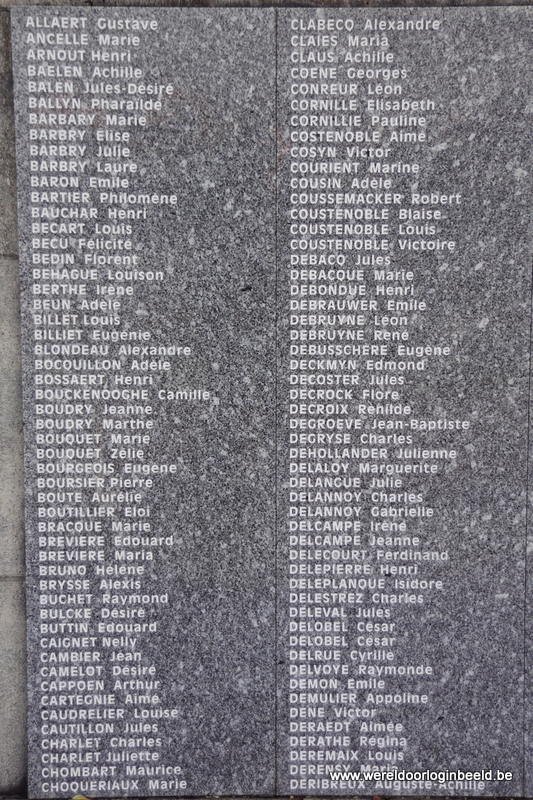 ALLAERT Gustave
ANCELLE Marie
ARNOUT Henri
BAELEN Achille
BALEN Jules-Désiré
BALLYN Pharaïlde
BARBARY Marie
BARBRY Elise
BARBRY Julie
BARBRY Laure
BARON Emile
BARTIER Philomène
BAUCHAR Henri
BECART Louis
BECU Félicité
BEDIN Florent
BEHAGUE Louison
BERTHE Irène
BEUN Adèle
BILLET Louis
BILLIET Eugénie
BLONDEAU Alexandre
BOCQUILLON Adèle
BOSSAERT Henri
BOUCKENOOGHE Camille
BOUDRY Jeanne
BOUDRY Marthe
BOUQUET Marie
BOUQUET Zélie
BOURGEOIS Eugène
BOURSIER Pierre
BOUTE Aurélie
BOUTILLIER Eloi
BRACQUE Marie
BREVIERE Edouard
BREVIERE Maria
BRUNO Hélène
BRYSSE Alexis
BUCHET Raymond
BULCKE Désiré
BUTTIN Edouard
CAIGNET Nelly
CAMBIER Jean
CAMELOT Désiré
CAPPOEN Arthur
CARTEGNIE Aimé
CAUDRELIER Louise
CAUTILLON Jules
CHARLET Charles
CHARLET Juliette
CHOMBART Maurice
CHOQUERIAUX Marie
CLABECQ Alexandre
CLAIES Maria
CLAUS Achille
COENE Georges
CONREUR Léon
CORNILLE Elisabeth
CORNILLIE Pauline
COSTENOBLE Aimé
COSYN Victor
COURIENT Marine
COUSIN Adèle
COUSSEMACKER Robert
COUSTENOBLE Blaise
COUSTENOBLE Louis
COUSTENOBLE Victoire
DEBACQ Jules
DEBACQUE Marie
DEBONDUE Henri
DEBRAUWER Emile
DEBRUYNE Léon
DEBRUYNE René
DEBUSSCHÈRE Eugène
DECKMYN Edmond
DECOSTER Jules
DECROCK Flore
DECROIX Renilde
DEGROEVE Jean-Baptiste
DEGRYSE Charles
DEHOLLANDER Julienne
DELALOY Marguerite
DELANGUE Julie
DELANNOY Charles
DELANNOY Gabrielle
DELCAMPE Irène
DELCAMPE Jeanne
DELECOURT Ferdinand
DELEPIERRE Henri
DELEPLANQUE Isidore
DELESTREZ Charles
DELEVAL Jules
DELOBEL César
DELOBEL César
DELRUE Cyrille
DELVOYE Raymonde
DEMON Emile
DEMULIER Appoline
DENE Victor
DERAEDT Aimée
DERATHE Régina
DEREMAIX Louis
DERENSY Maria
DERIBREUX Auguste-Achille
www.wereldoorloginbeeld.be